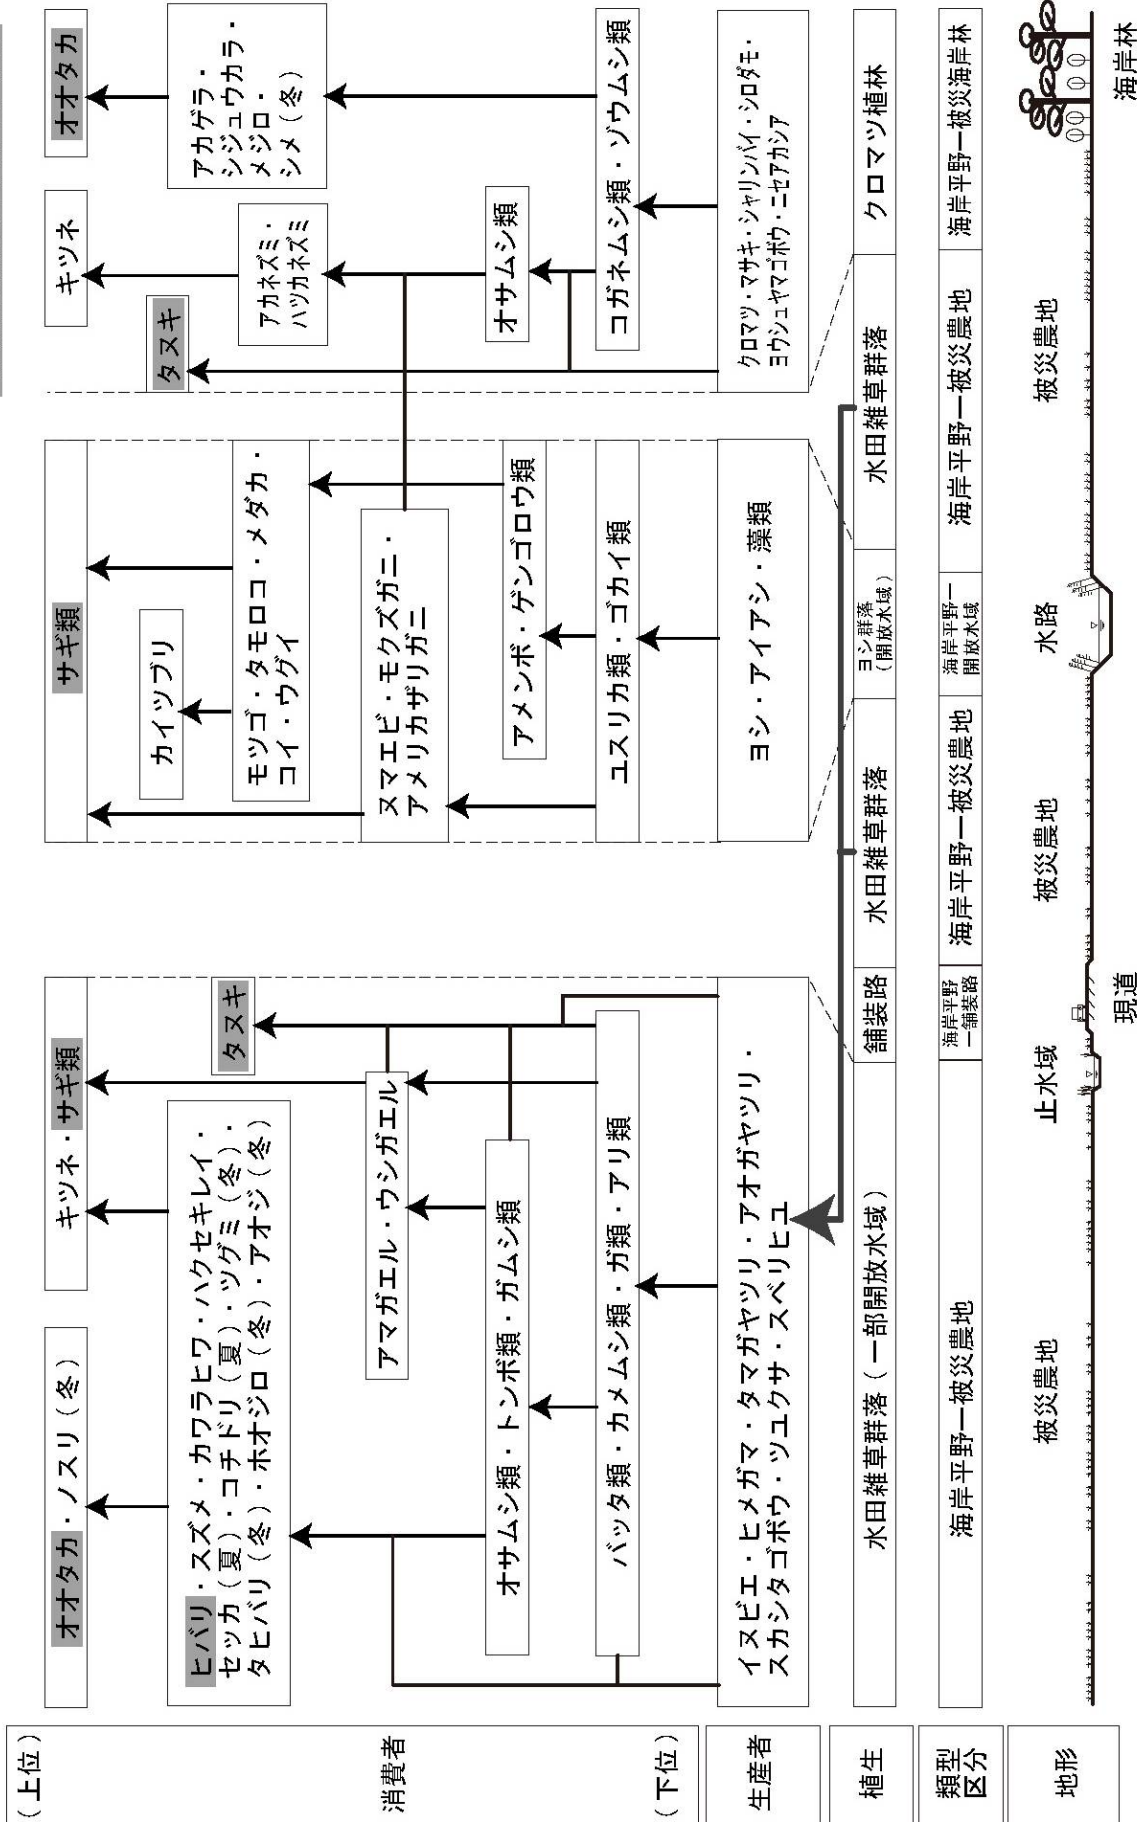 （上位）
消費者
（下位）
生産者
植生
類型
区分
地形
オオタカ・ノスリ（冬）
キツネ・サギ類
ヒバリ・スズメ・カワラヒワ・ハクセキレイ・
セッカ（夏）・コチドリ（夏）・ツグミ（冬）・
タヒバリ（冬）・ホオジロ（冬）・アオジ（冬）
タヌキ
アマガエル・ウシガエル
オサムシ類・トンボ類・ガムシ類
バッタ類・カメムシ類・ガ類・アリ類
イヌビエ・ヒメガマ・タマガヤツリ・アオガヤツリ・
スカシタゴボウ・ツユクサ・スベリヒユ
サギ類
カイツブリ
モツゴ・タモロコ・メダカ・
コイ・ウグイ
ヌマエビ・モクズガニ・
アメリカザリガニ
アメンボ・ゲンゴロウ類
ユスリカ類・ゴカイ類
ヨシ・アイアシ・藻類
オオタカ
キツネ
タヌキ
アカゲラ・
シジュウカラ・
メジロ・
シメ（冬）
アカネズミ・
ハツカネズミ
オサムシ類
コガネムシ類・ゾウムシ類
クロマツ・マサキ・シャリンバイ・シロダモ・
ヨウシュヤマゴボウ・ニセアカシア
水田雑草群落（一部開放水域）
舗装路
水田雑草群落
ヨシ群落
（開放水域）
水田雑草群落
クロマツ植林
海岸平野ー被災農地
海岸平野
ー舗装路
海岸平野ー被災農地
海岸平野ー
開放水域
海岸平野ー被災農地
海岸平野ー被災海岸林
被災農地
止水域
現道
被災農地
水路
被災農地
海岸林